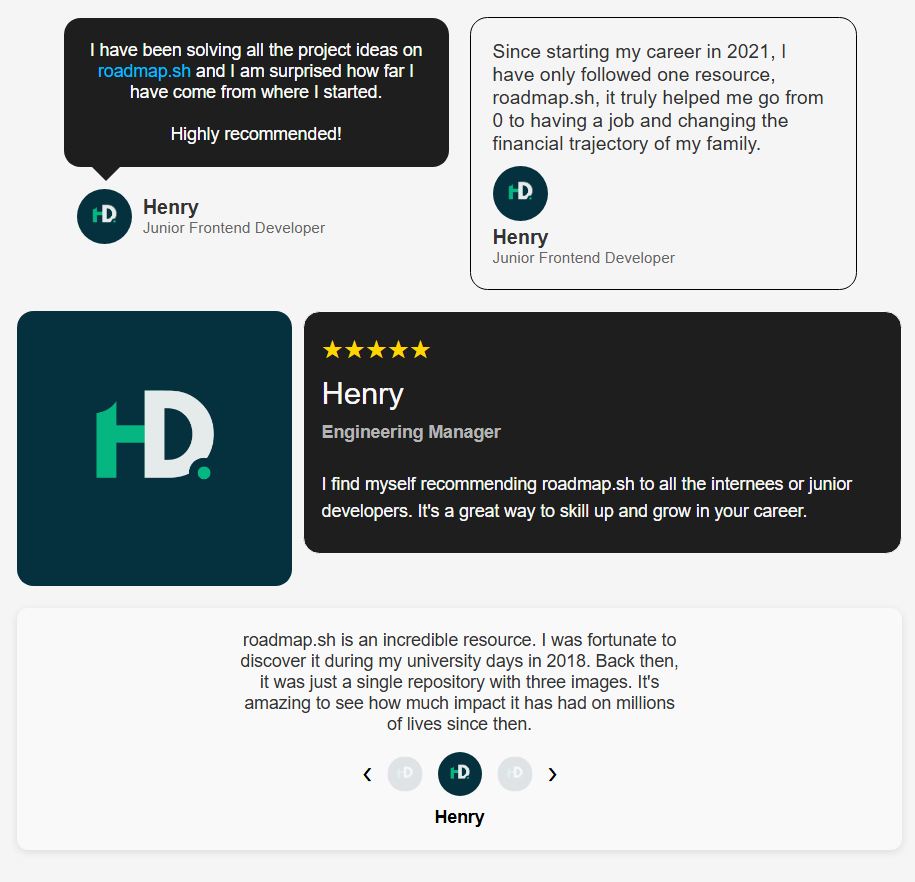 I have been solving all the project ideas on
roadmap.sh and I am surprised how far I
have come from where I started.
Highly recommended!
HD.
Henry
Junior Frontend Developer
Since starting my career in 2021, I
have only followed one resource,
roadmap.sh, it truly helped me go from
0 to having a job and changing the
financial trajectory of my family.
HD.
Henry
Junior Frontend Developer
HD.
★★★★★
Henry
Engineering Manager
I find myself recommending roadmap.sh to all the internees or junior
developers. It's a great way to skill up and grow in your career.
roadmap.sh is an incredible resource. I was fortunate to
discover it during my university days in 2018. Back then,
it was just a single repository with three images. It's
amazing to see how much impact it has had on millions
of lives since then.
‹ HD. HD. HD. ›
Henry